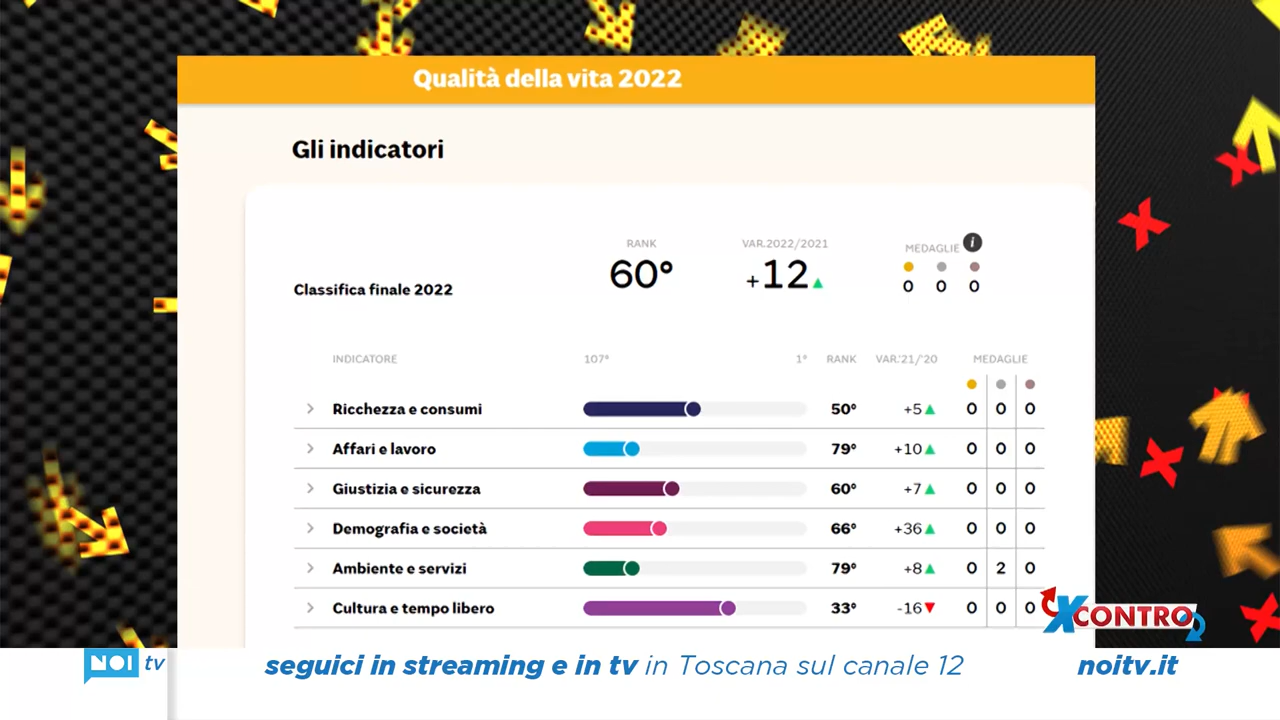 Qualità della vita 2022
Gli indicatori
RANK VAR.2022/2021 MEDAGLIE i
Classifica finale 2022 60° +12 0 0 0
INDICATORE 107° 1° RANK VAR.'21/'20 MEDAGLIE
Ricchezza e consumi 50° +5 0 0 0
Affari e lavoro 79° +10 0 0 0
Giustizia e sicurezza 60° +7 0 0 0
Demografia e società 66° +36 0 0 0
Ambiente e servizi 79° +8 0 2 0
Cultura e tempo libero 33° -16 0 0 0
XCONTRO
NOI tv seguici in streaming e in tv in Toscana sul canale 12 noitv.it